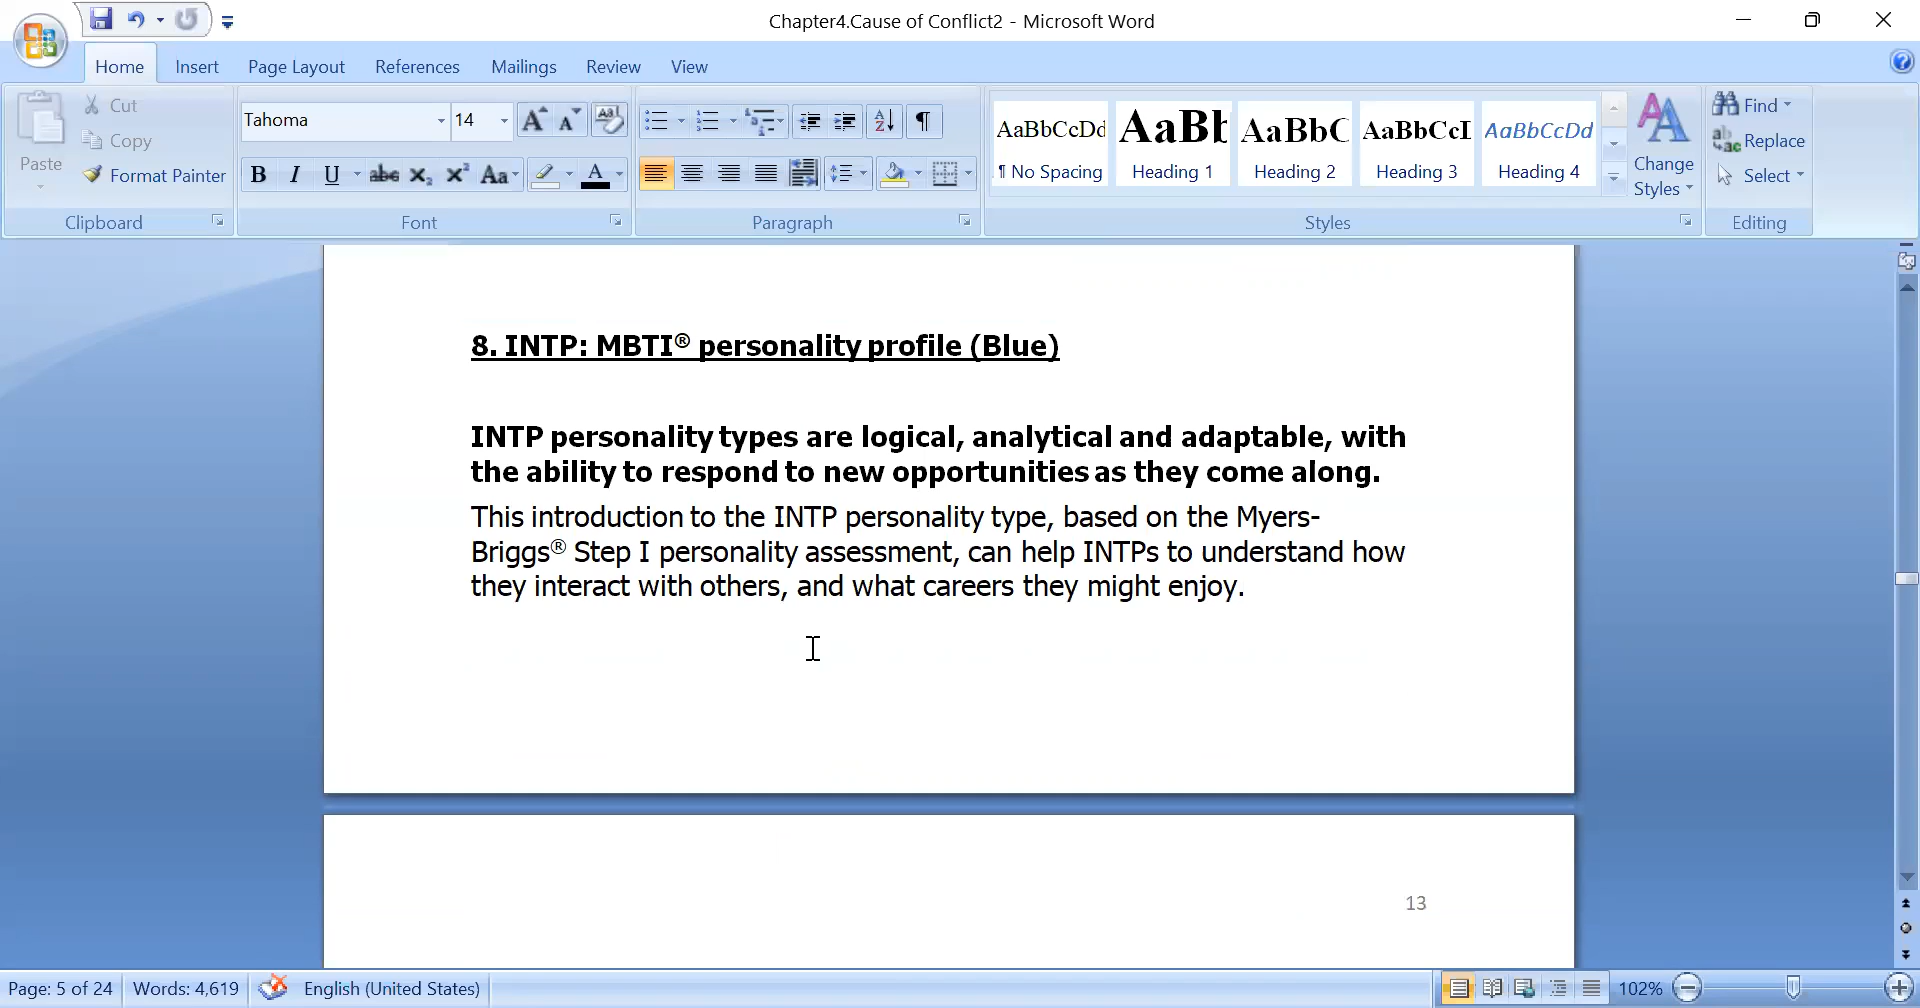 Chapter4.Cause of Conflict2 - Microsoft Word
Home Insert Page Layout References Mailings Review View
Paste
Cut
Copy
Format Painter
Clipboard
Tahoma 14
B I U abc X₂ X² Aa A
Font
Paragraph
AaBbCcDd AaBb AaBbC AaBbCcI AaBbCcDd
¶ No Spacing Heading 1 Heading 2 Heading 3 Heading 4
Change
Styles
Styles
Find
Replace
Select
Editing
8. INTP: MBTI® personality profile (Blue)
INTP personality types are logical, analytical and adaptable, with
the ability to respond to new opportunities as they come along.
This introduction to the INTP personality type, based on the Myers-
Briggs® Step I personality assessment, can help INTPs to understand how
they interact with others, and what careers they might enjoy.
13
Page: 5 of 24 Words: 4,619 English (United States) 102%